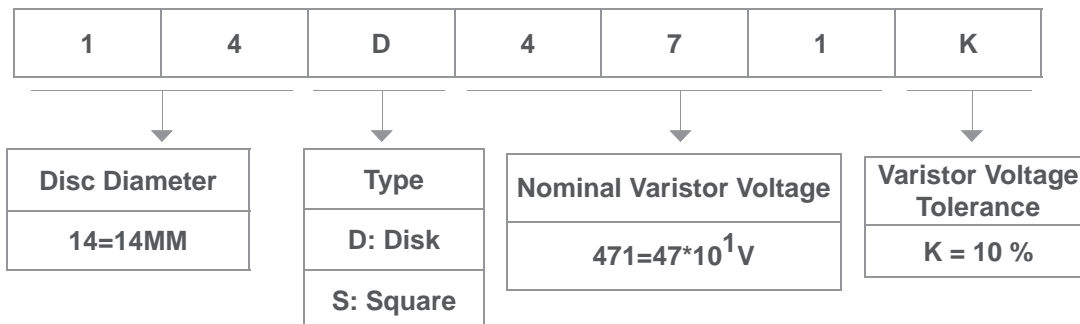 1 4 D 4 7 1 K
Disc Diameter
14=14MM
Type
D: Disk
S: Square
Nominal Varistor Voltage
471=47*10¹V
Varistor Voltage
Tolerance
K = 10 %